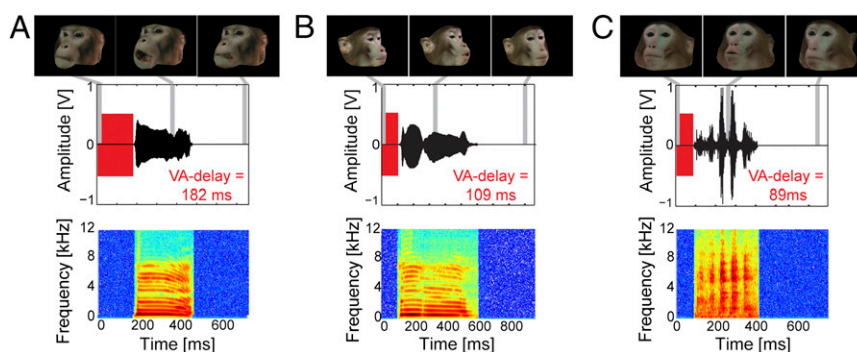 A
B
C
Amplitude [V]
1
0
−1
VA-delay =
182 ms
Amplitude [V]
1
0
−1
VA-delay =
109 ms
Amplitude [V]
1
0
−1
VA-delay =
89ms
Frequency [kHz]
12
8
4
0
0 200 400 600
Time [ms]
Frequency [kHz]
12
8
4
0
0 200 400 600 800
Time [ms]
Frequency [kHz]
12
8
4
0
0 200 400 600
Time [ms]